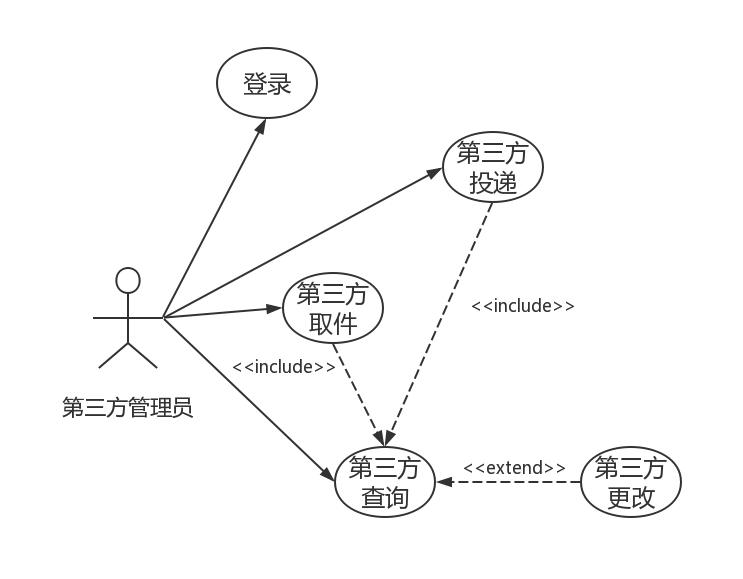 登录
第三方
投递
第三方
取件
<<include>>
<<include>>
第三方管理员
第三方
查询
<<extend>>
第三方
更改